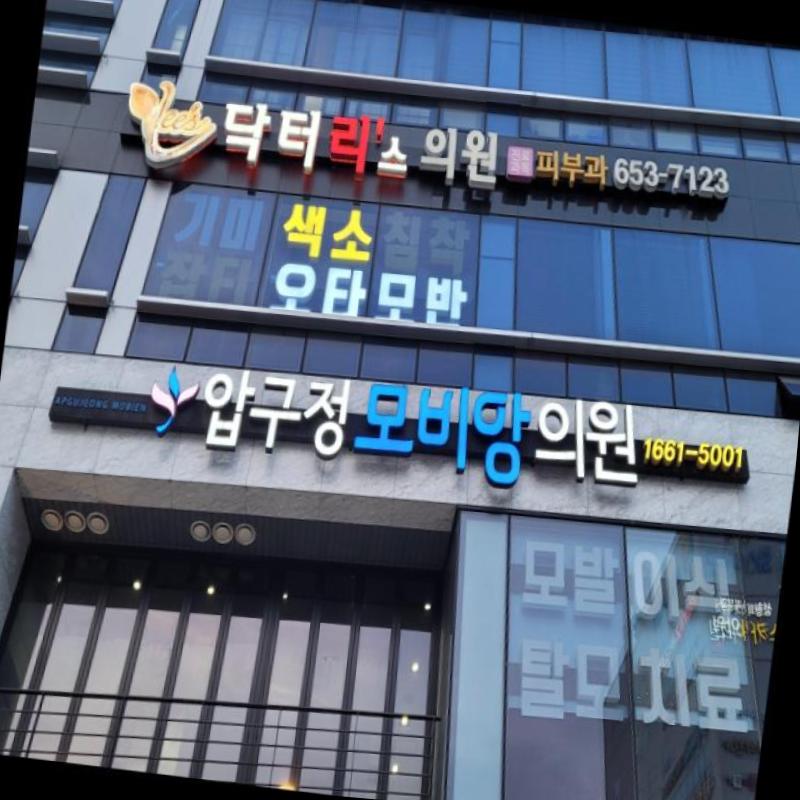 Lee's 닥터리's 의원 피부과 653-7123
기미 색소 침착
잡티 오타모반
APGUJEONG MOBIEN 압구정모비앙의원 1661-5001
모발 이식
탈모 치료